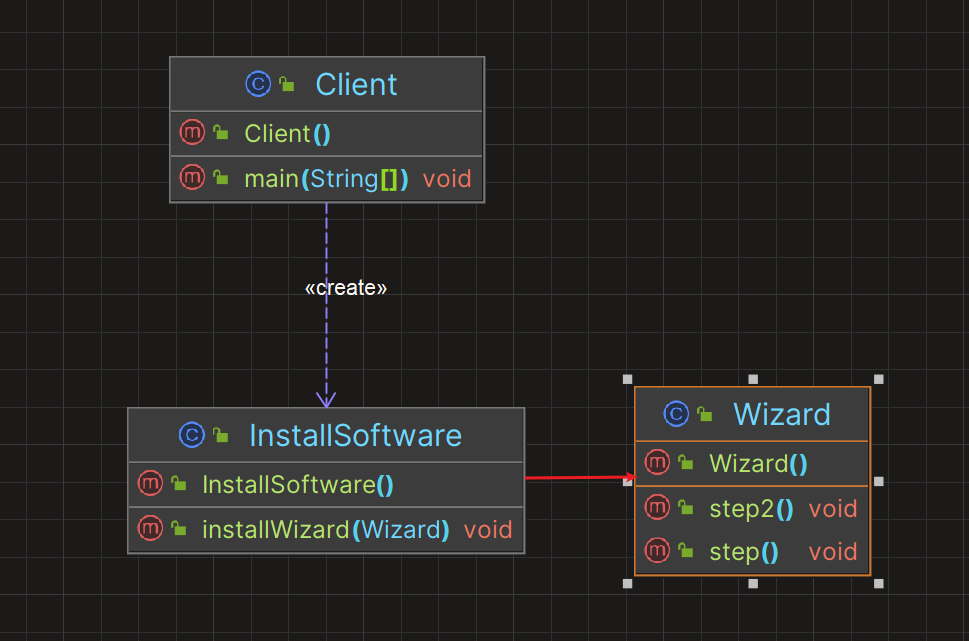 C Client
m Client()
m main(String[]) void
«create»
C InstallSoftware
m InstallSoftware()
m installWizard(Wizard) void
C Wizard
m Wizard()
m step2() void
m step() void